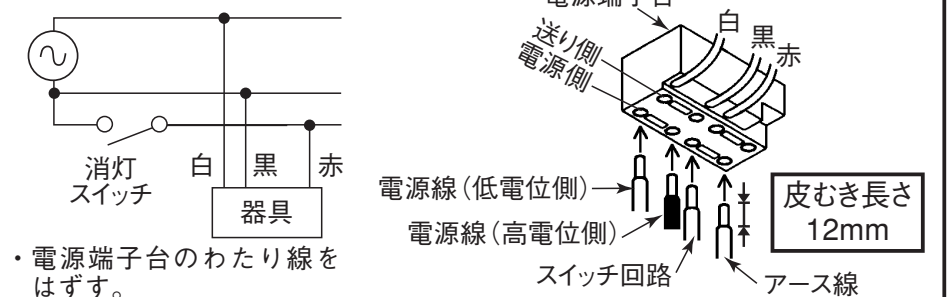 消灯
スイッチ
白
黒
赤
器具
・電源端子台のわたり線を
はずす。
電源端子台
白
黒
赤
送り側
電源側
電源線(低電位側)
電源線(高電位側)
スイッチ回路
アース線
皮むき長さ
12mm